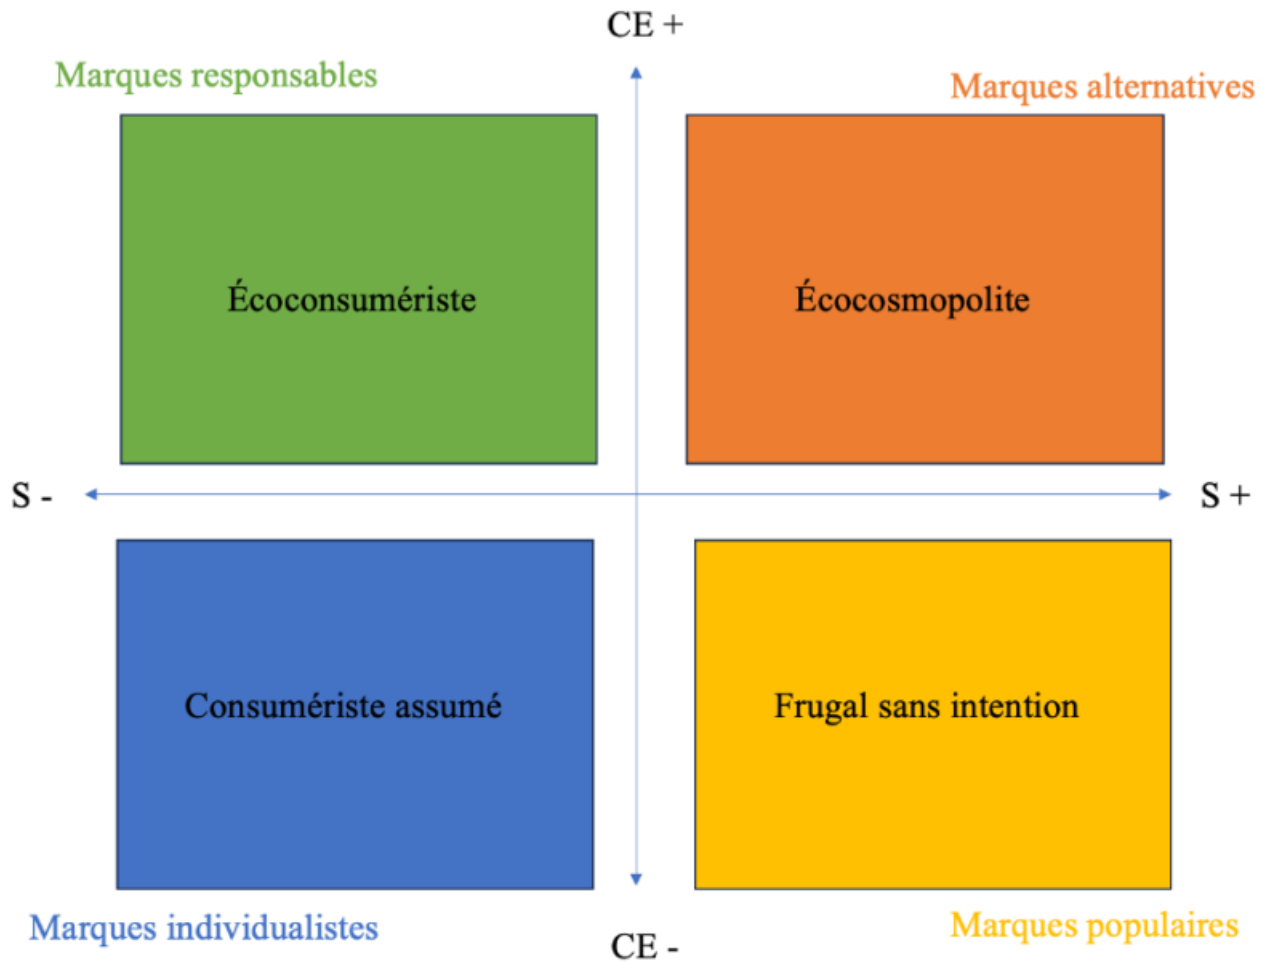 CE +
Marques responsables
Marques alternatives
Écoconsumériste
Écocosmopolite
S -
S +
Consumériste assumé
Frugal sans intention
Marques individualistes
Marques populaires
CE -